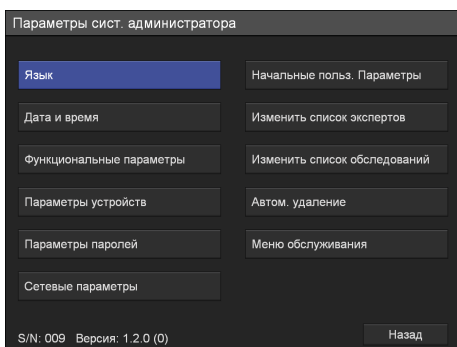 Параметры сист. администратора
Язык
Дата и время
Функциональные параметры
Параметры устройств
Параметры паролей
Сетевые параметры
Начальные польз. Параметры
Изменить список экспертов
Изменить список обследований
Автом. удаление
Меню обслуживания
S/N: 009 Версия: 1.2.0 (0)
Назад